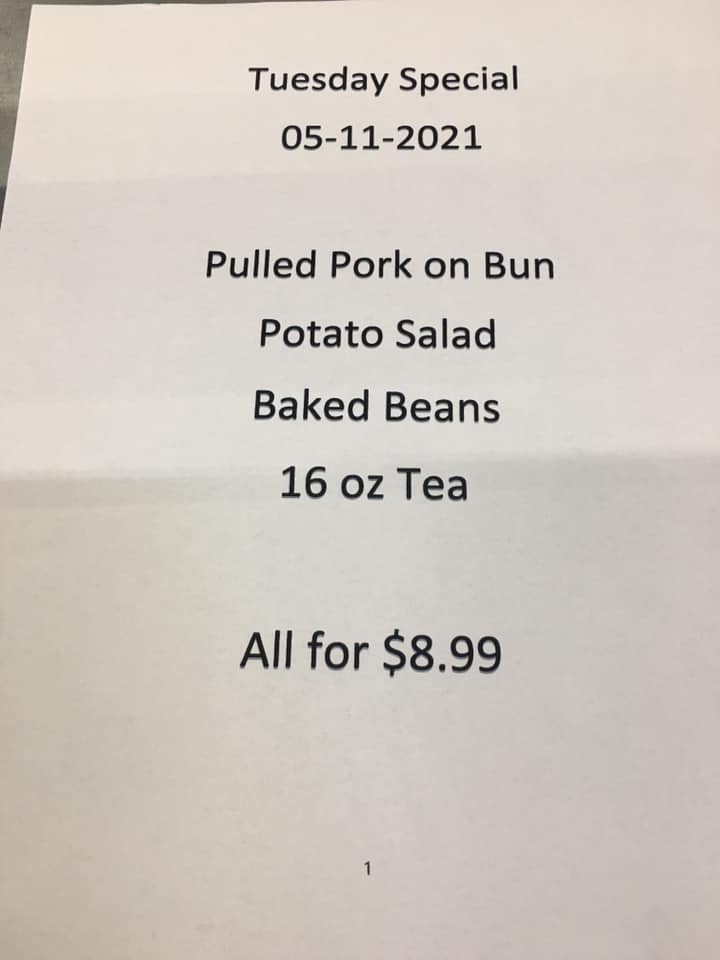 Tuesday Special
05-11-2021
Pulled Pork on Bun
Potato Salad
Baked Beans
16 oz Tea
All for $8.99
1